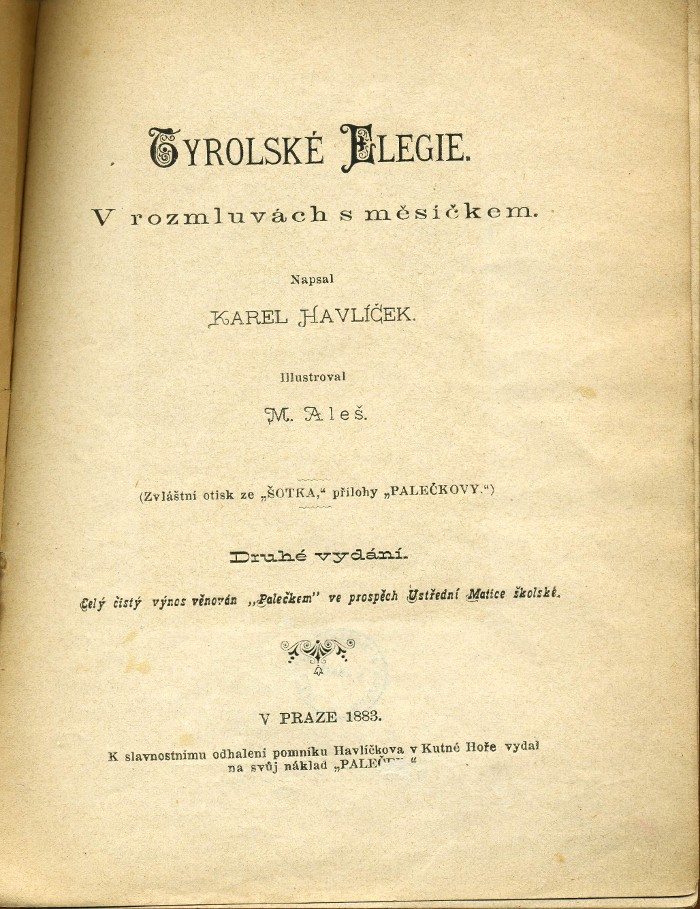 TYROLSKÉ ELEGIE.
V rozmluvách s měsíčkem.
Napsal
KAREL HAVLÍČEK.
Illustroval
M. Aleš.
(Zvláštní otisk ze „ŠOTKA,“ přílohy „PALEČKOVY.“)
Druhé vydání.
Celý čistý výnos věnován „Palečkem” ve prospěch Ustřední Matice školské.
V PRAZE 1883.
K slavnostnímu odhalení pomníku Havlíčkova v Kutné Hoře vydal
na svůj náklad